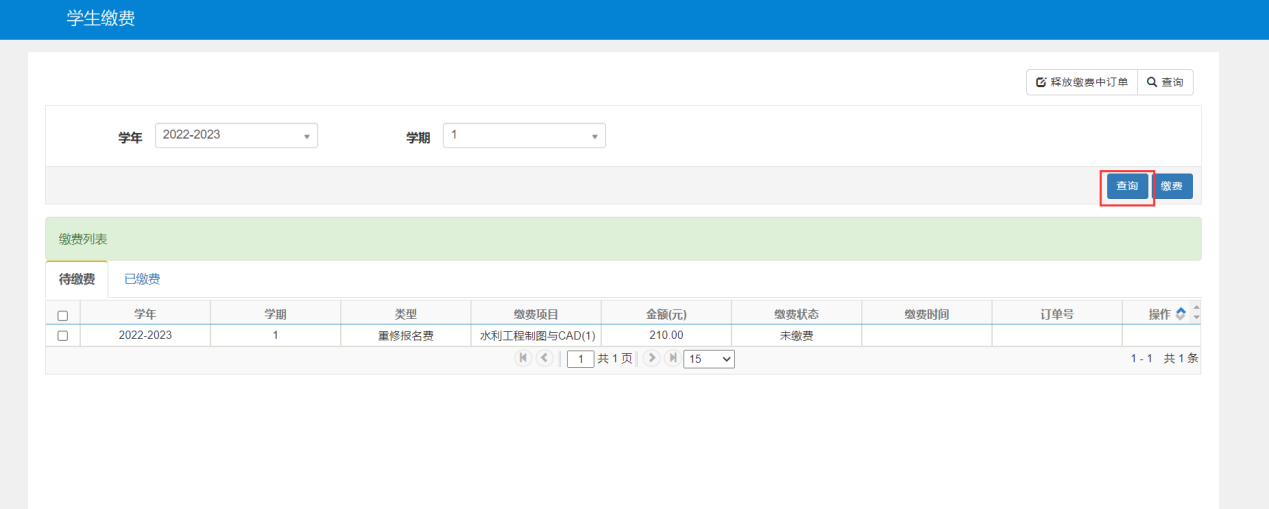 学生缴费
释放缴费中订单 查询
学年 2022-2023 学期 1
查询 缴费
缴费列表
待缴费 已缴费
学年 学期 类型 缴费项目 金额(元) 缴费状态 缴费时间 订单号 操作
2022-2023 1 重修报名费 水利工程制图与CAD(1) 210.00 未缴费
1 共 1 页 15 1 - 1 共 1 条